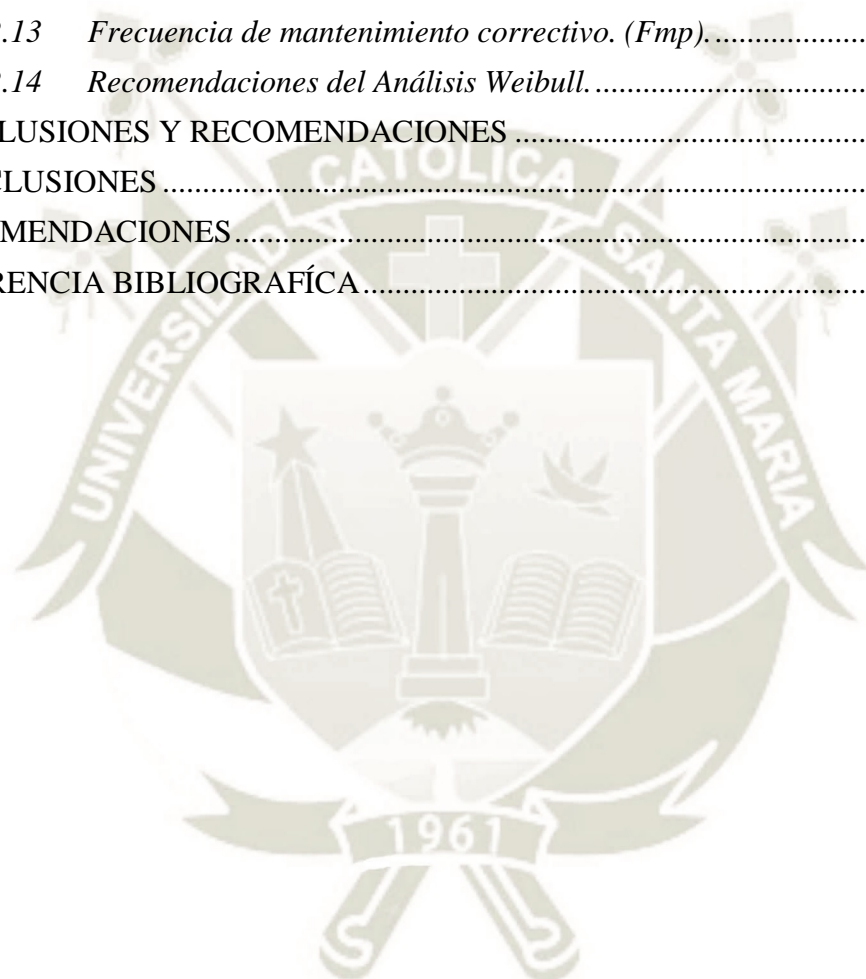 .13 Frecuencia de mantenimiento correctivo. (Fmp).
.14 Recomendaciones del Análisis Weibull.
LUSIONES Y RECOMENDACIONES
CLUSIONES
MENDACIONES
RENCIA BIBLIOGRAFÍCA
UNIVERSIDAD CATOLICA SANTA MARIA
1961